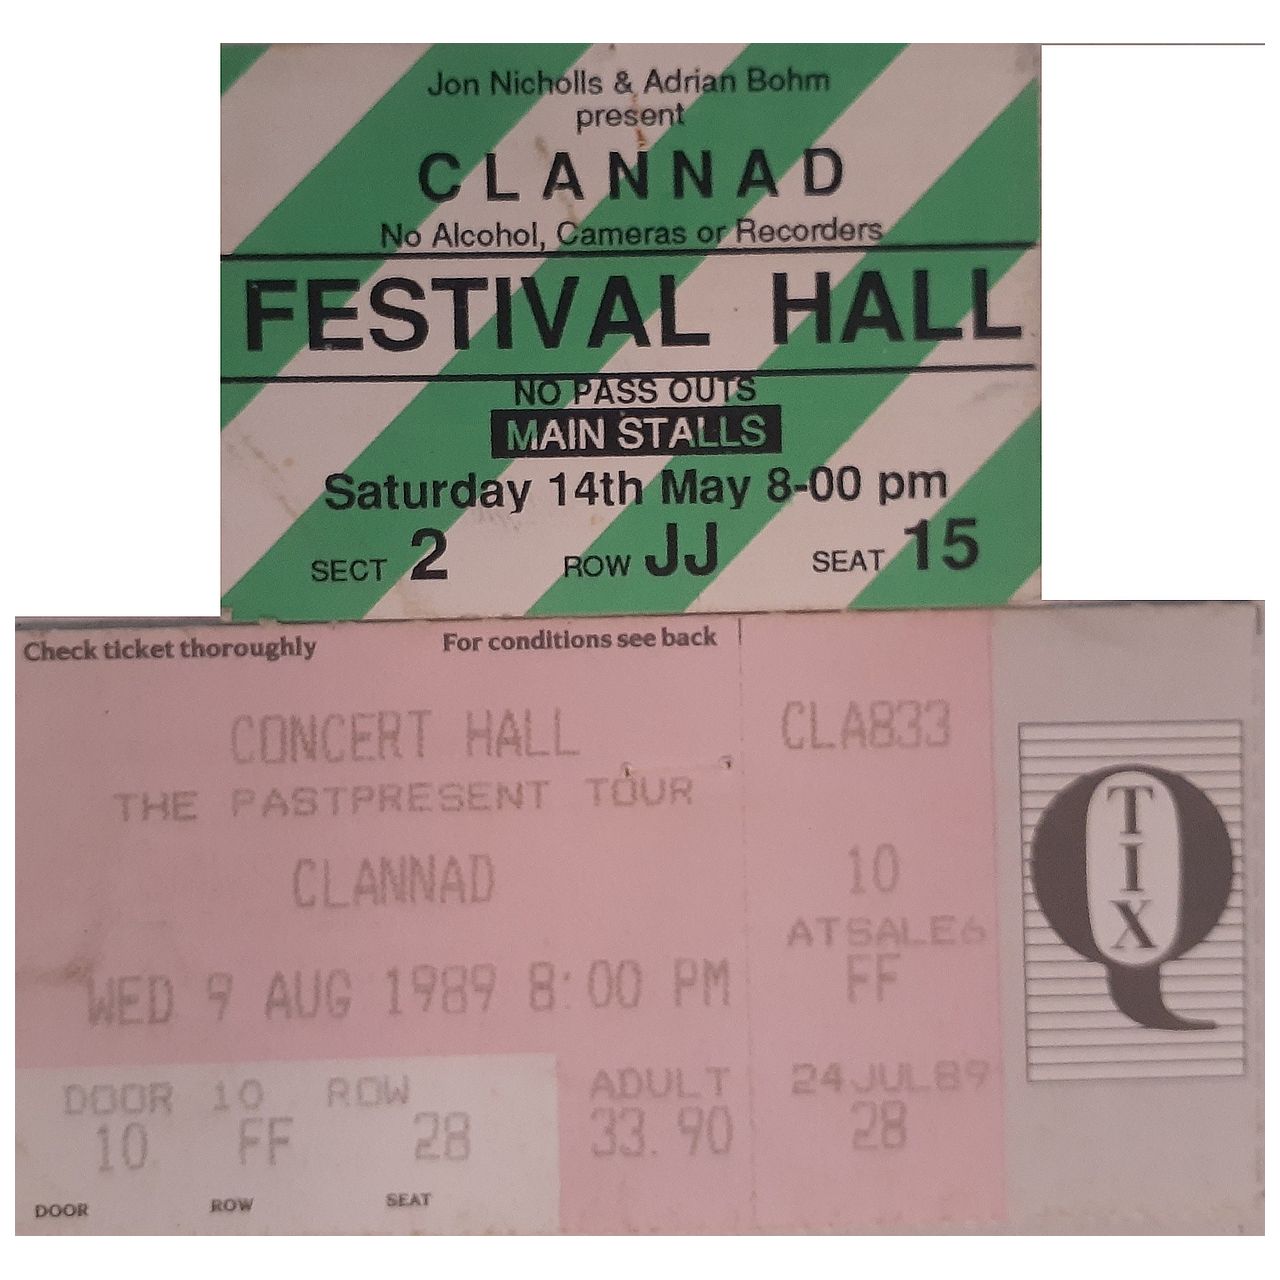 Jon Nicholls & Adrian Bohm
present
CLANNAD
No Alcohol, Cameras or Recorders
FESTIVAL HALL
NO PASS OUTS
MAIN STALLS
Saturday 14th May 8-00 pm
SECT 2 ROW JJ SEAT 15
Check ticket thoroughly For conditions see back
CONCERT HALL CLA833
THE PASTPRESENT TOUR
CLANNAD 10
ATSALE6
WED 9 AUG 1989 8:00 PM FF
DOOR 10 ROW ADULT 24JUL89
10 FF 28 33.90 28
DOOR ROW SEAT
Q
TIX